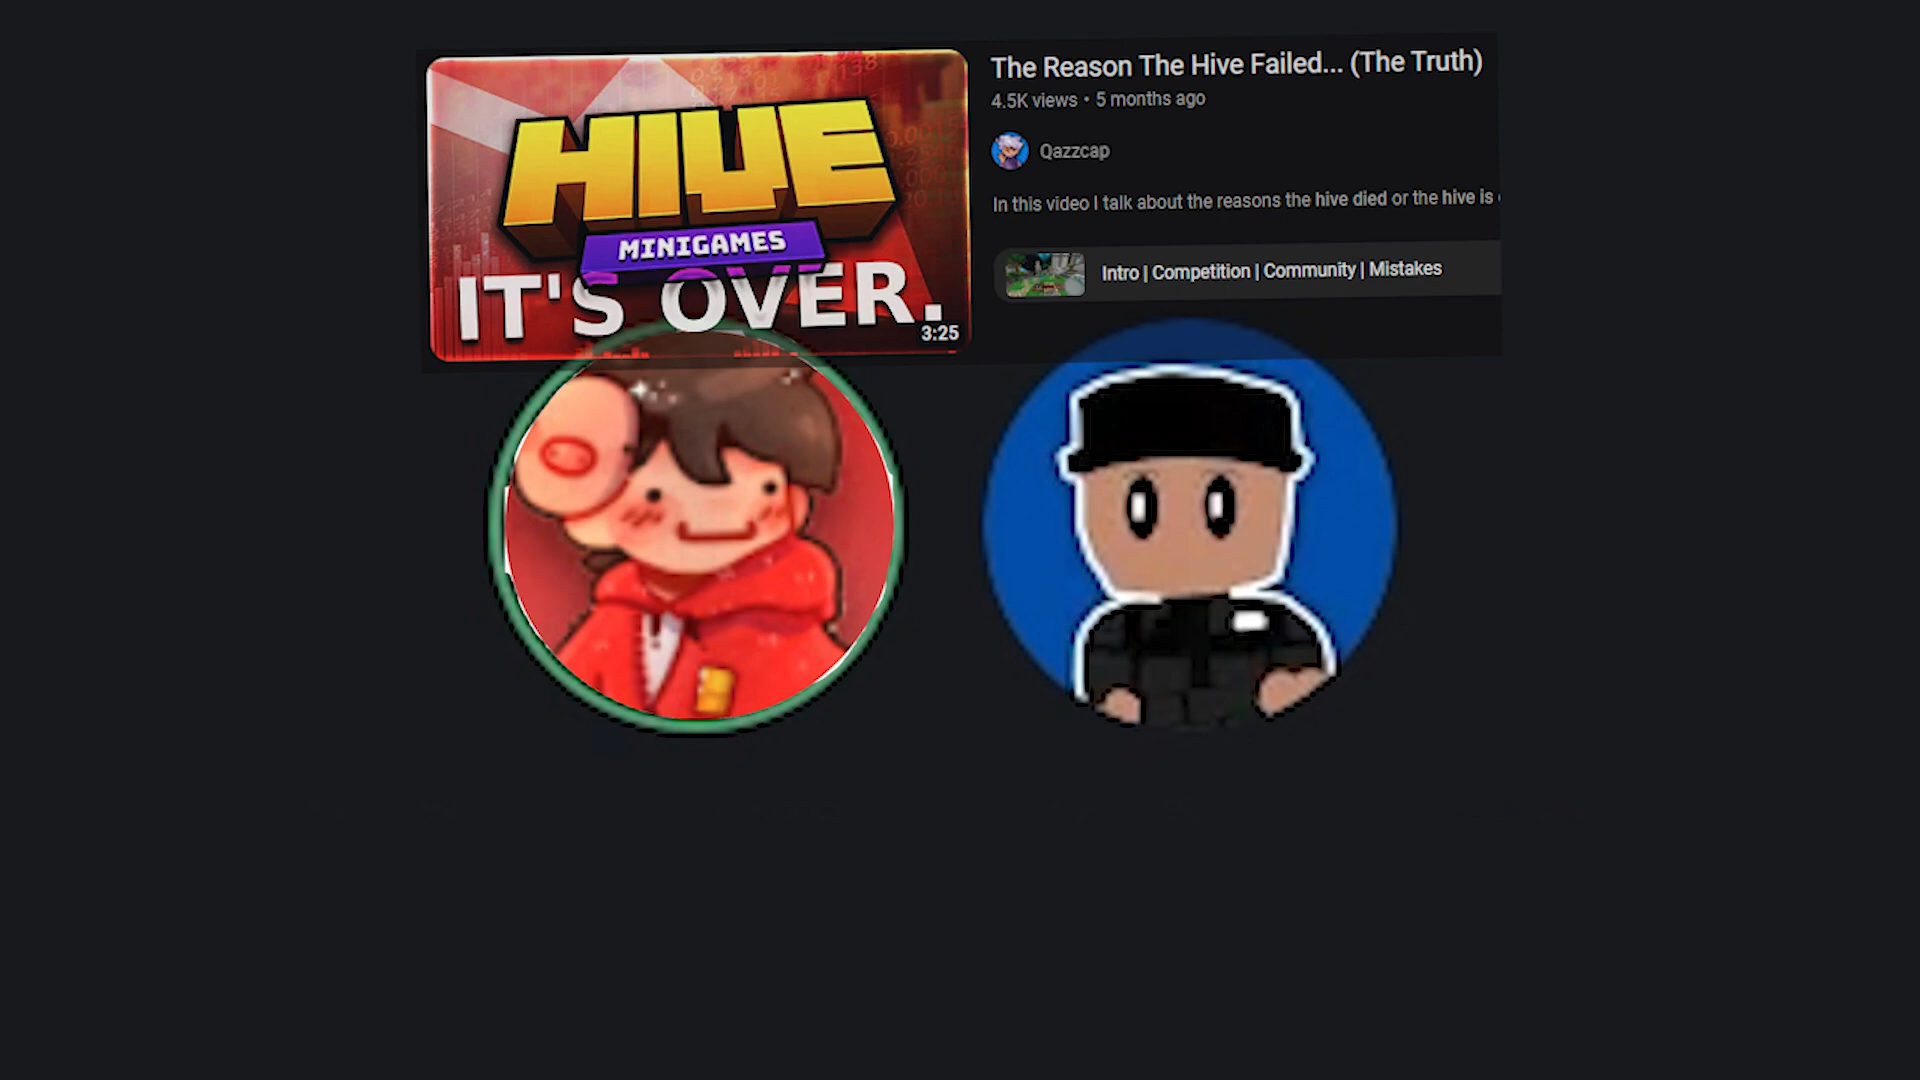 HIVE
MINIGAMES
IT'S OVER.
3:25
The Reason The Hive Failed... (The Truth)
4.5K views • 5 months ago
Qazzcap
In this video I talk about the reasons the hive died or the hive is
Intro | Competition | Community | Mistakes